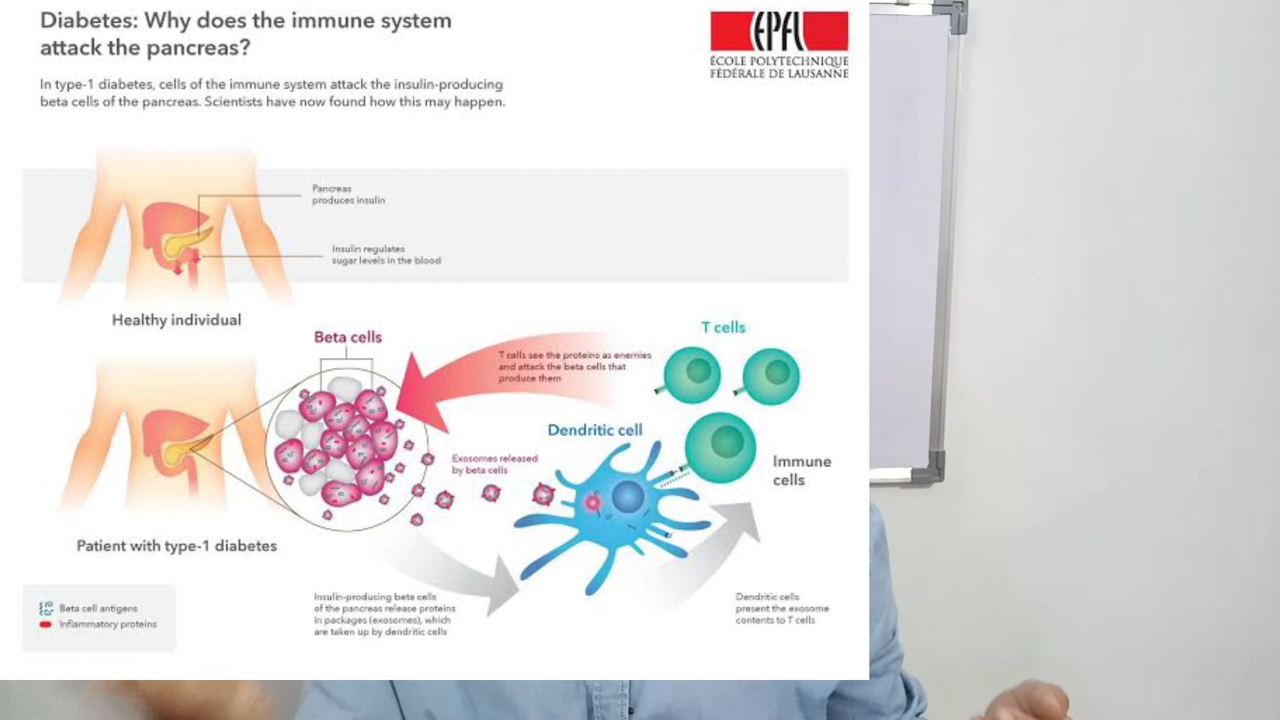 Diabetes: Why does the immune system
attack the pancreas?
EPFL
ÉCOLE POLYTECHNIQUE
FÉDÉRALE DE LAUSANNE
In type-1 diabetes, cells of the immune system attack the insulin-producing
beta cells of the pancreas. Scientists have now found how this may happen.
Pancreas
produces insulin
Insulin regulates
sugar levels in the blood
Healthy individual
Beta cells
T cells
T cells see the proteins as enemies
and attack the beta cells that
produce them
Dendritic cell
Exosomes released
by beta cells
Immune
cells
Patient with type-1 diabetes
Insulin-producing beta cells
of the pancreas release proteins
in packages (exosomes), which
are taken up by dendritic cells
Dendritic cells
present the exosome
contents to T cells
Beta cell antigens
Inflammatory proteins